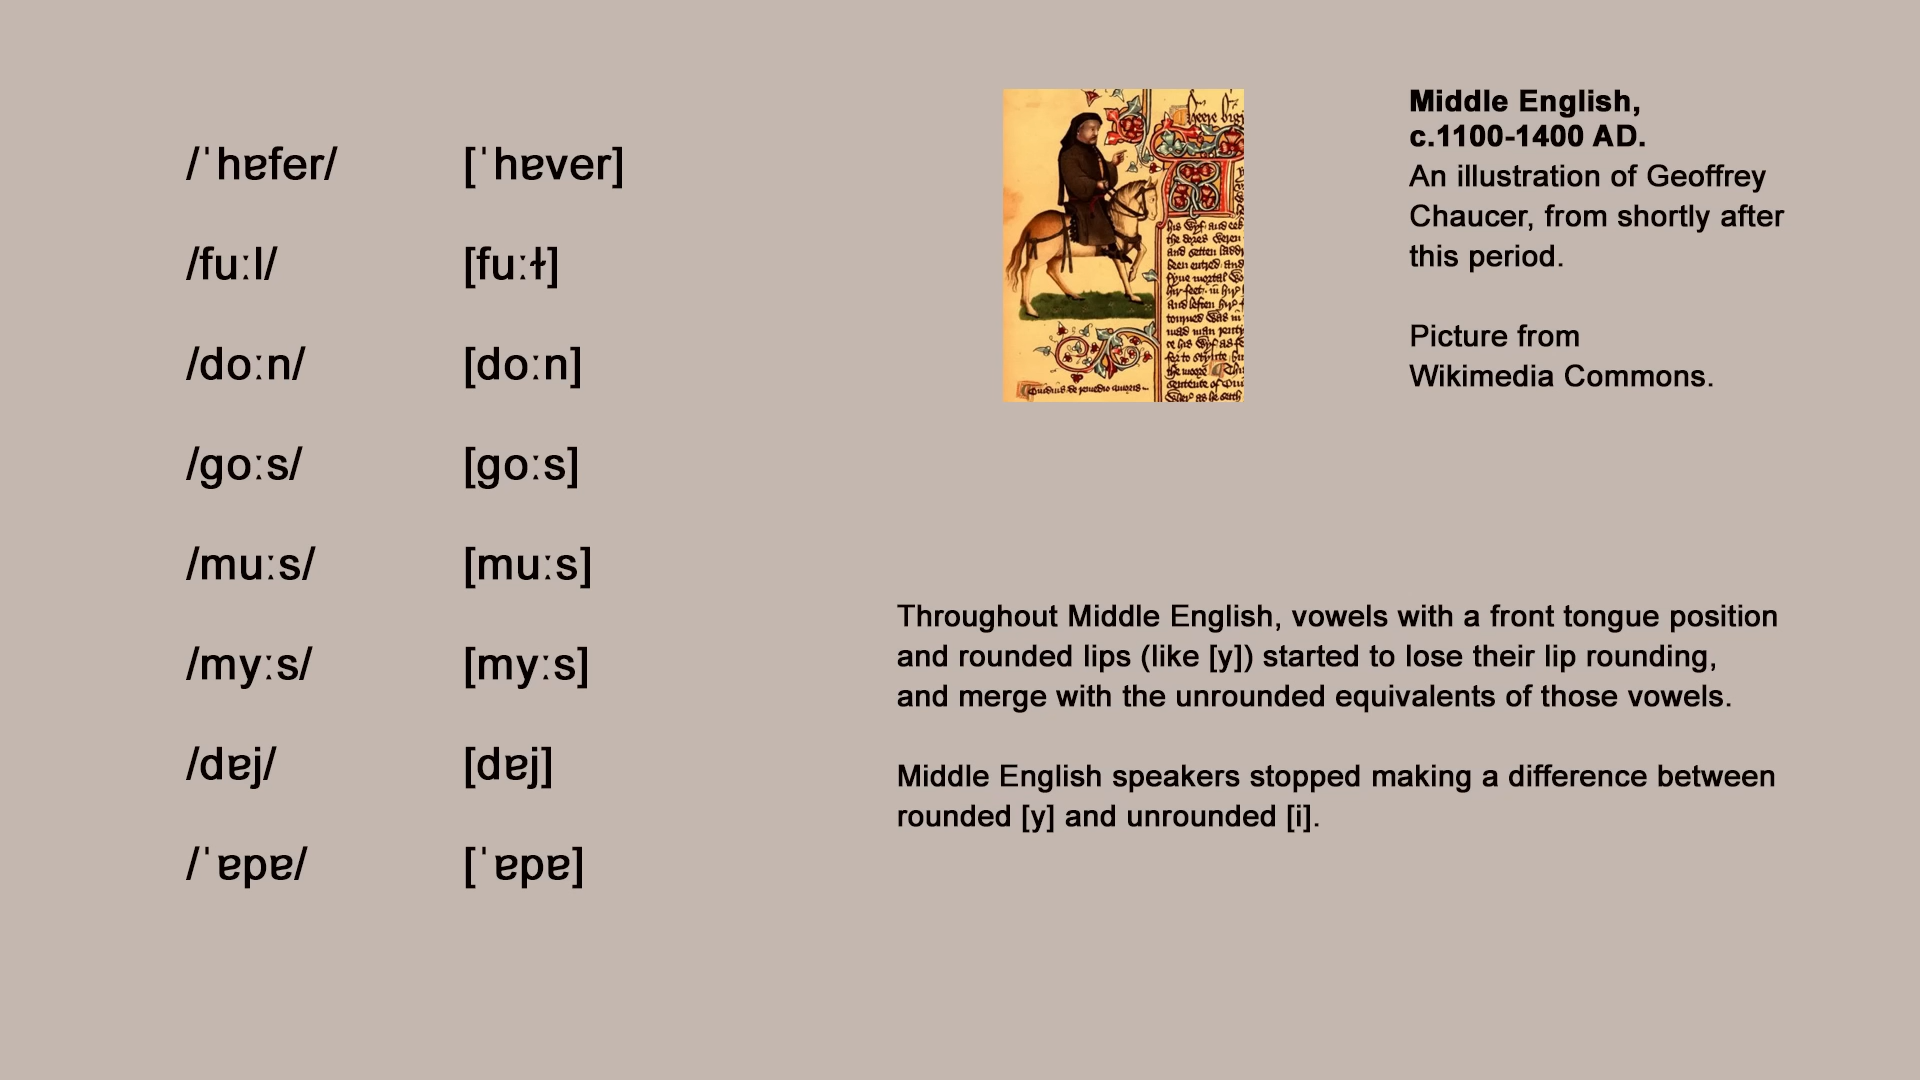 /ˈhɐfer/ [ˈhɐver]
/fuːl/ [fuːɫ]
/doːn/ [doːn]
/goːs/ [goːs]
/muːs/ [muːs]
/myːs/ [myːs]
/dɐj/ [dɐj]
/ˈɐpɐ/ [ˈɐpɐ]
Middle English,
c.1100-1400 AD.
An illustration of Geoffrey
Chaucer, from shortly after
this period.
Picture from
Wikimedia Commons.
Throughout Middle English, vowels with a front tongue position
and rounded lips (like [y]) started to lose their lip rounding,
and merge with the unrounded equivalents of those vowels.
Middle English speakers stopped making a difference between
rounded [y] and unrounded [i].